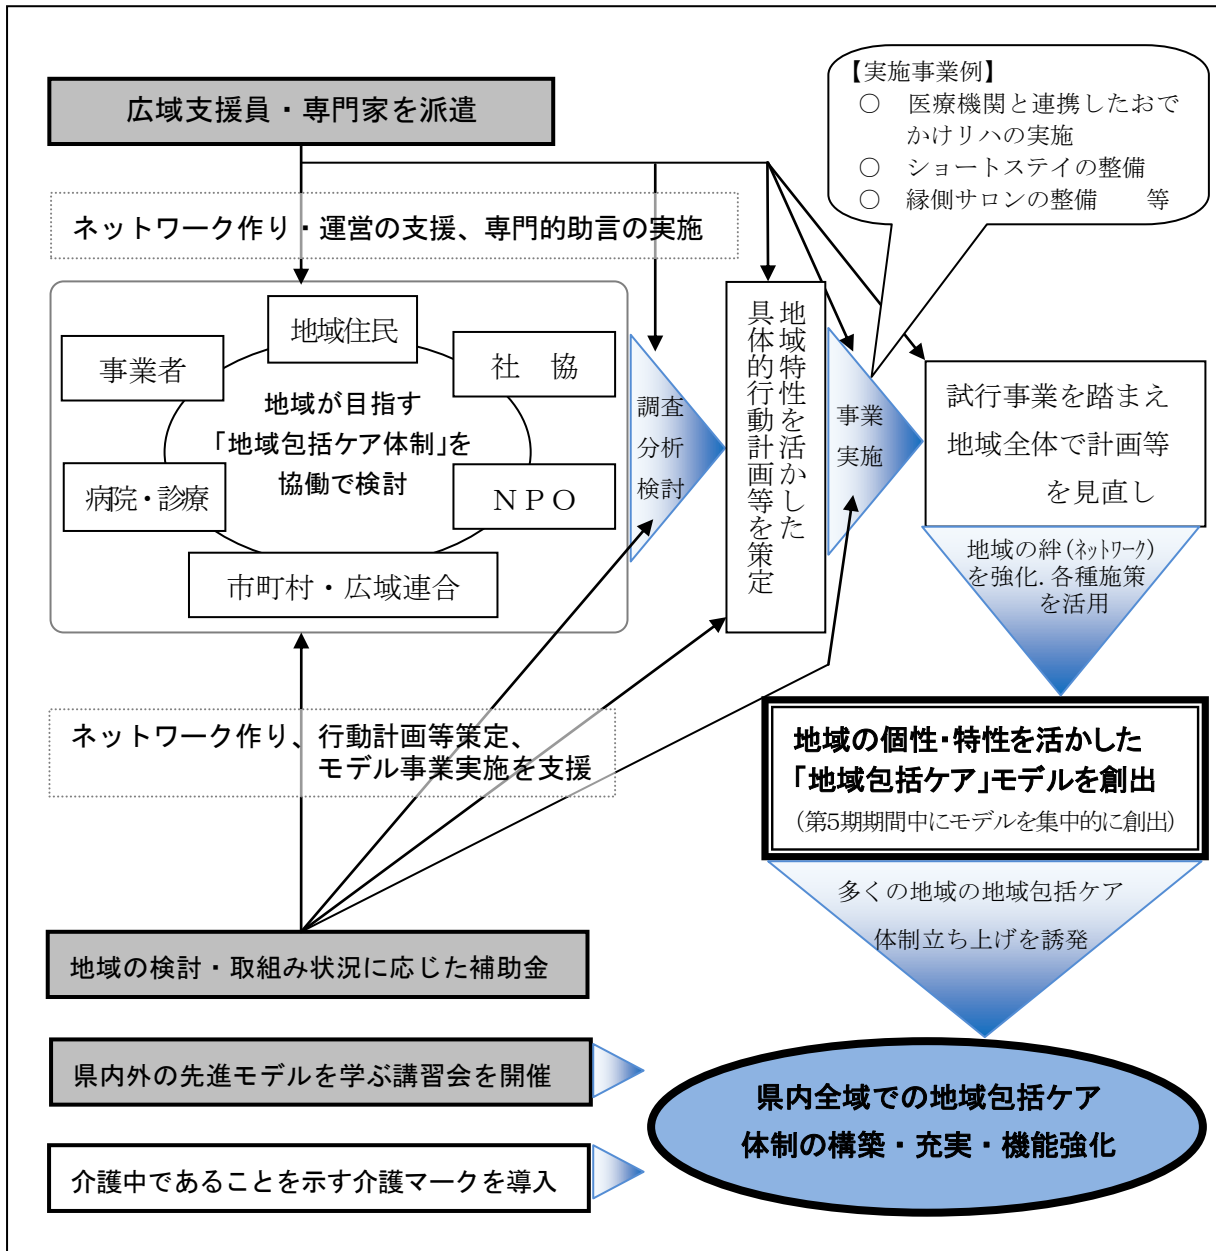 広域支援員・専門家を派遣
【実施事業例】
○　医療機関と連携したおで
かけリハの実施
○　ショートステイの整備
○　縁側サロンの整備　　等
ネットワーク作り・運営の支援、専門的助言の実施
地域住民
事業者
社　協
地域が目指す
「地域包括ケア体制」を
協働で検討
病院・診療
ＮＰＯ
市町村・広域連合
調査
分析
検討
地域特性を活かした
具体的行動計画等を策定
事業
実施
試行事業を踏まえ
地域全体で計画等
を見直し
地域の絆(ネットワーク)
を強化.各種施策
を活用
ネットワーク作り、行動計画等策定、
モデル事業実施を支援
地域の個性・特性を活かした
「地域包括ケア」モデルを創出
(第5期期間中にモデルを集中的に創出)
多くの地域の地域包括ケア
体制立ち上げを誘発
地域の検討・取組み状況に応じた補助金
県内外の先進モデルを学ぶ講習会を開催
介護中であることを示す介護マークを導入
県内全域での地域包括ケア
体制の構築・充実・機能強化